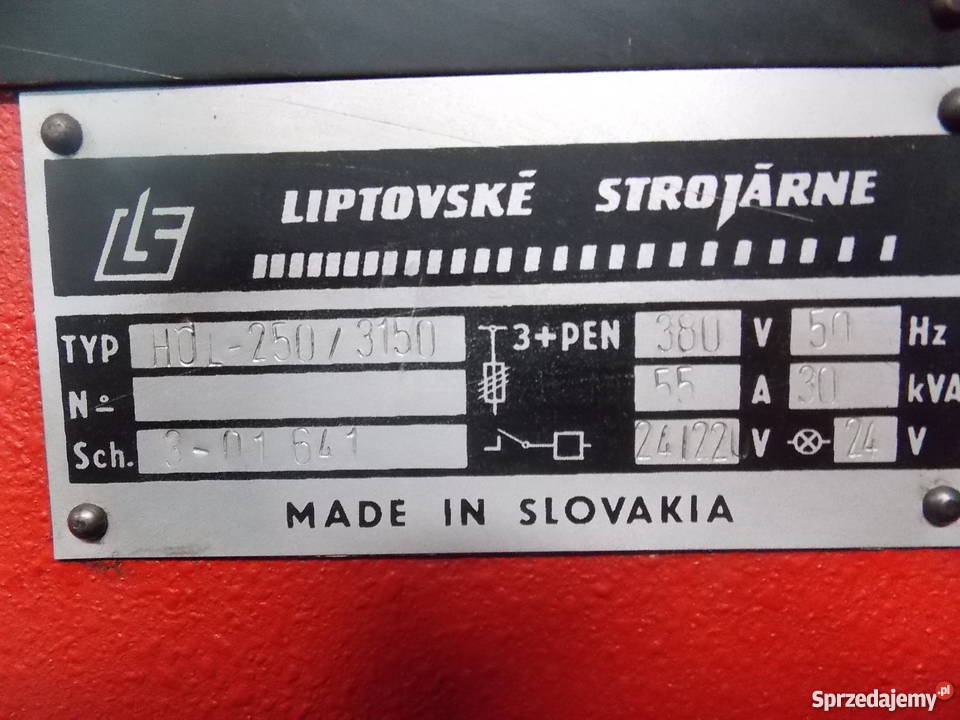 LIPTOVSKÉ STROJÁRNE
TYP HOL-250/3150 3+PEN 380 V 50 Hz
Nº 55 A 30 kVA
Sch. 3-01 641 24/220 V 24 V
MADE IN SLOVAKIA
Sprzedajemy.pl